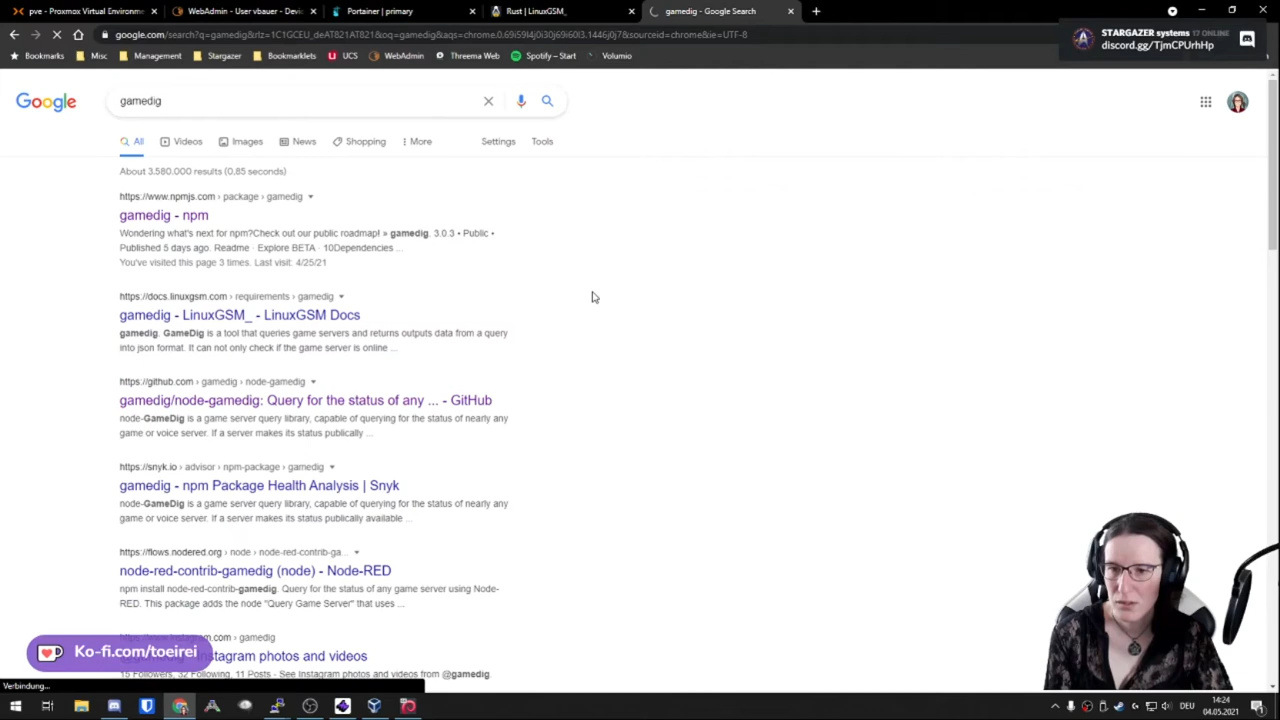 pve - Proxmox Virtual Environme
WebAdmin - User vbauer - Devic
Portainer | primary
Rust | LinuxGSM_
gamedig - Google Search
google.com/search?q=gamedig&rlz=1C1GCEU_deAT821AT821&oq=gamedig&aqs=chrome.0.69i59l4j0i30j69i60l3.1446j0j7&sourceid=chrome&ie=UTF-8
STARGAZER systems 17 ONLINE
discord.gg/TjmCPUrhHp
Bookmarks
Misc
Management
Stargazer
Bookmarklets
UCS
WebAdmin
Threema Web
Spotify – Start
Volumio
Google
gamedig
All
Videos
Images
News
Shopping
More
Settings
Tools
About 3.580.000 results (0,85 seconds)
https://www.npmjs.com › package › gamedig
gamedig - npm
Wondering what's next for npm?Check out our public roadmap! » gamedig. 3.0.3 • Public •
Published 5 days ago. Readme · Explore BETA · 10Dependencies ...
You've visited this page 3 times. Last visit: 4/25/21
https://docs.linuxgsm.com › requirements › gamedig
gamedig - LinuxGSM_ - LinuxGSM Docs
gamedig. GameDig is a tool that queries game servers and returns outputs data from a query
into json format. It can not only check if the game server is online ...
https://github.com › gamedig › node-gamedig
gamedig/node-gamedig: Query for the status of any ... - GitHub
node-GameDig is a game server query library, capable of querying for the status of nearly any
game or voice server. If a server makes its status publically ...
https://snyk.io › advisor › npm-package › gamedig
gamedig - npm Package Health Analysis | Snyk
node-GameDig is a game server query library, capable of querying for the status of nearly any
game or voice server. If a server makes its status publically available ...
https://flows.nodered.org › node › node-red-contrib-ga...
node-red-contrib-gamedig (node) - Node-RED
npm install node-red-contrib-gamedig. Query for the status of any game server using Node-
RED. This package adds the node "Query Game Server" that uses ...
.com › gamedig
Instagram photos and videos
15 Followers, 32 Following, 11 Posts - See Instagram photos and videos from @gamedig.
Ko-fi.com/toeirei
Verbindung...
DEU
14:24
04.05.2021